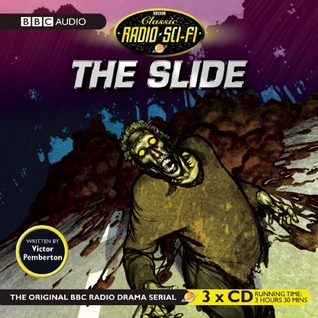 BBC AUDIO
BBC
Classic
RADIO SCI-FI
THE SLIDE
WRITTEN BY
Victor
Pemberton
THE ORIGINAL BBC RADIO DRAMA SERIAL
3 x CD
RUNNING TIME:
3 HOURS 30 MINS